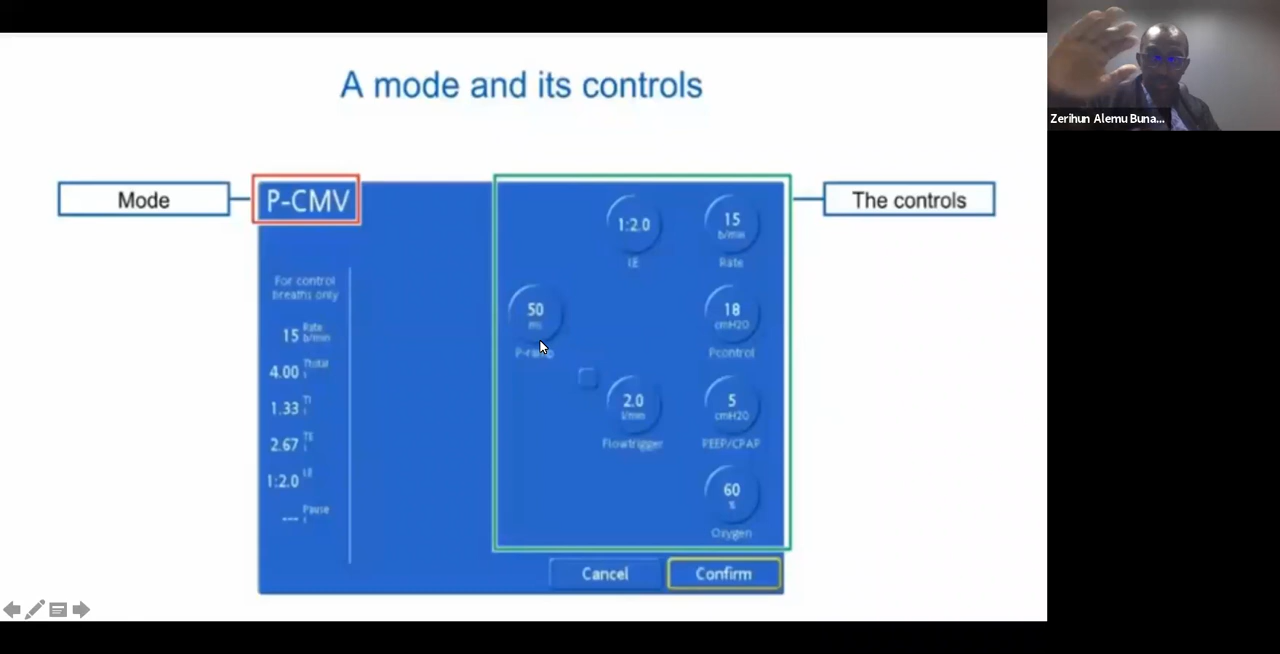 A mode and its controls
Zerihun Alemu Buna...
Mode
P-CMV
The controls
For control
breaths only
15 Rate b/min
4.00 Ttotal s
1.33 TI s
2.67 TE s
1:2.0 I:E
--- Pause s
1:2.0
I:E
15
b/min
Rate
50
ms
18
cmH2O
Pcontrol
2.0
l/min
Flowtrigger
5
cmH2O
PEEP/CPAP
60
%
Oxygen
Cancel
Confirm